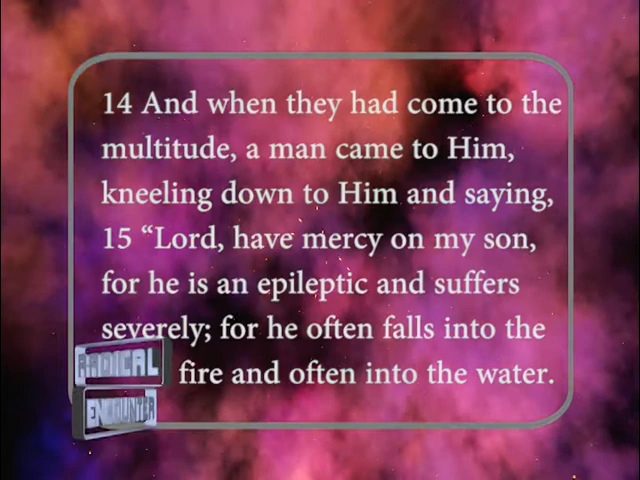 14 And when they had come to the
multitude, a man came to Him,
kneeling down to Him and saying,
15 “Lord, have mercy on my son,
for he is an epileptic and suffers
severely; for he often falls into the
fire and often into the water.
RADICAL
ENCOUNTER